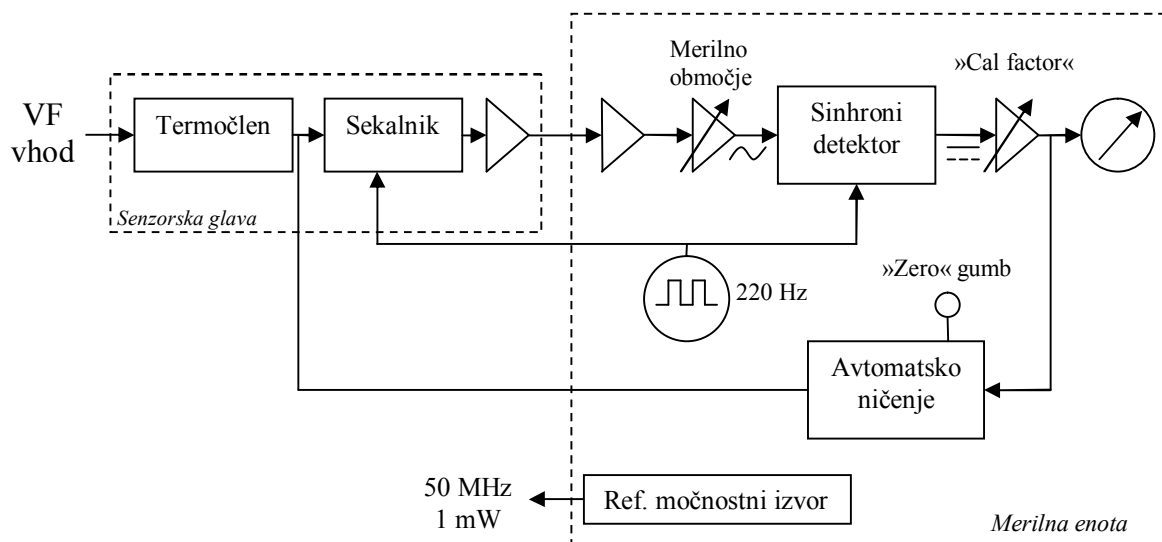 VF
vhod
Termočlen
Sekalnik
Senzorska glava
Merilno
območje
Sinhroni
detektor
»Cal factor«
220 Hz
»Zero« gumb
Avtomatsko
ničenje
50 MHz
1 mW
Ref. močnostni izvor
Merilna enota